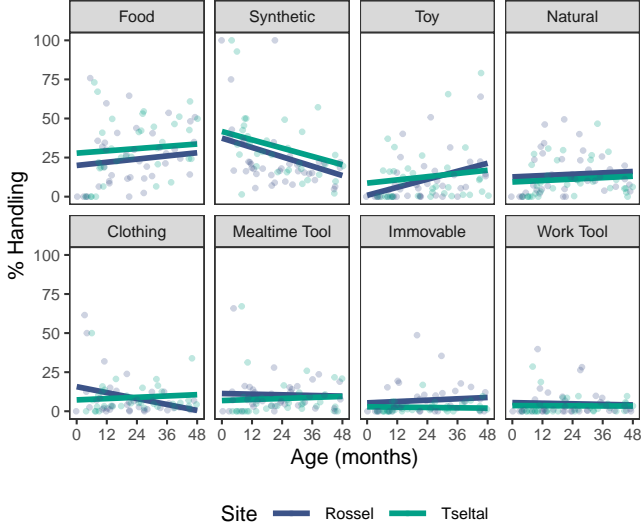 Food Synthetic Toy Natural
100
75
50
25
0
Clothing Mealtime Tool Immovable Work Tool
100
75
50
25
0
0 12 24 36 48 0 12 24 36 48 0 12 24 36 48 0 12 24 36 48
% Handling
Age (months)
Site Rossel Tseltal